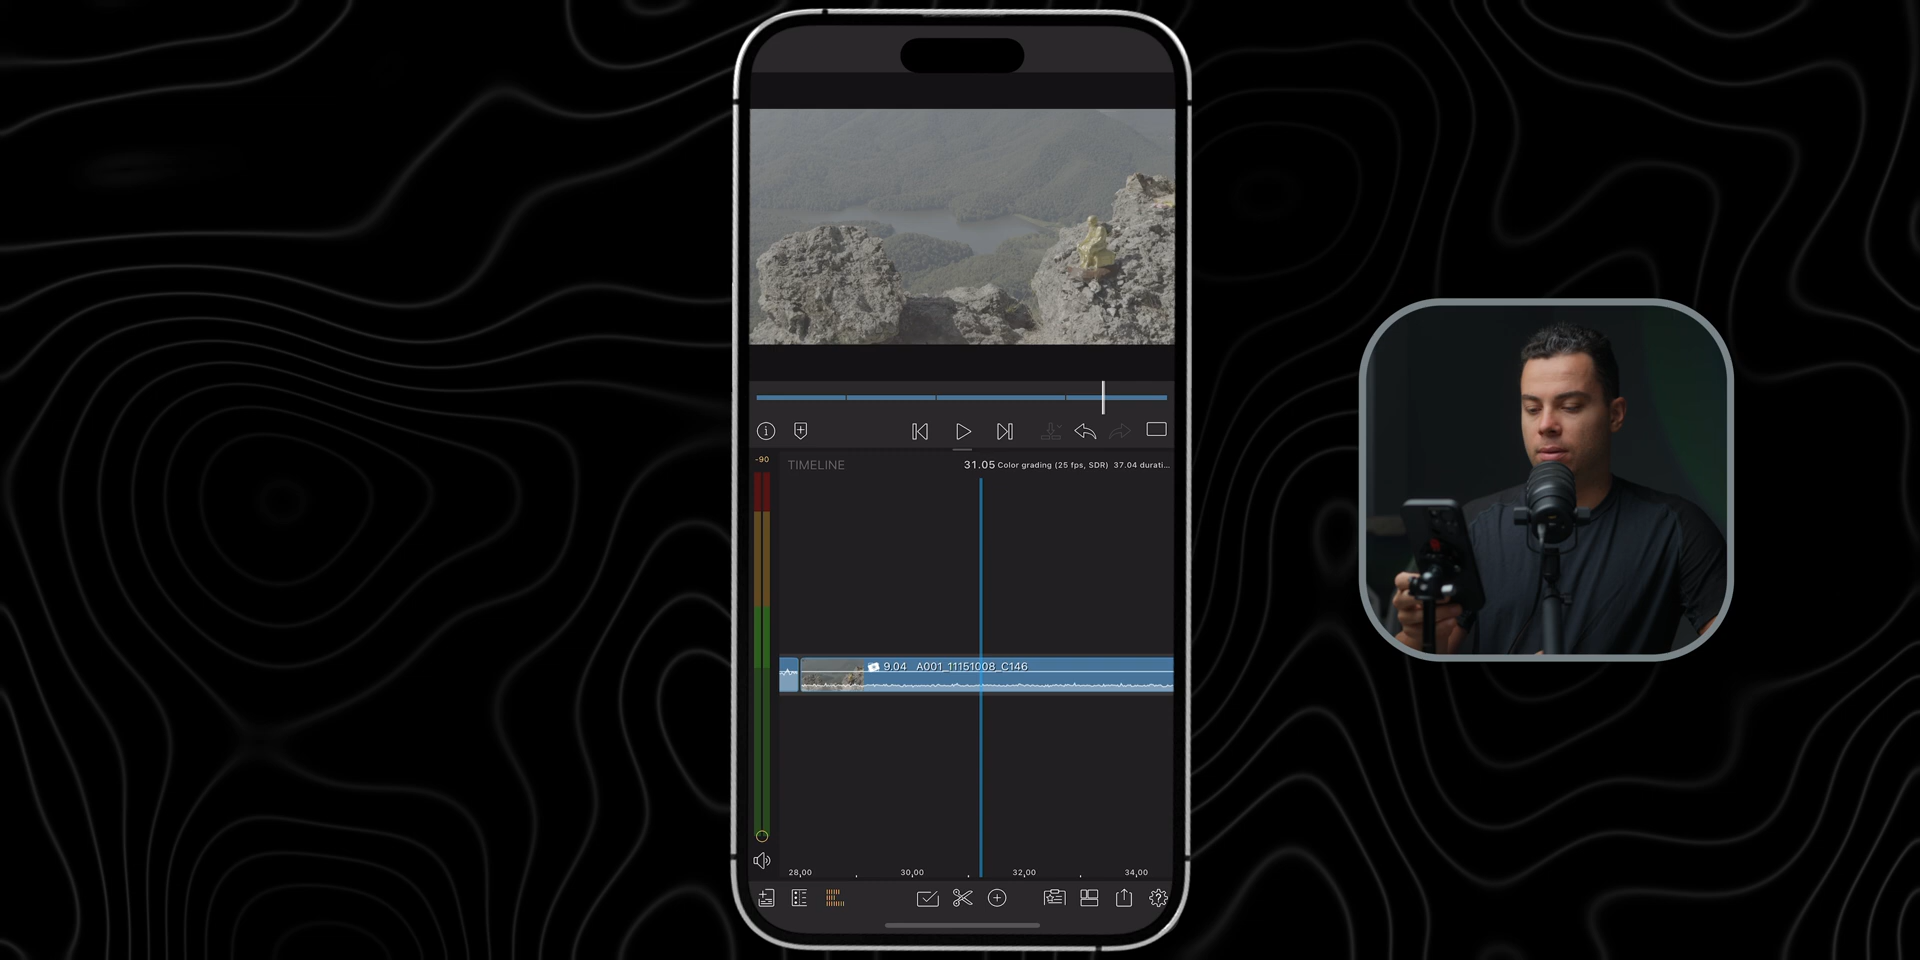 -90
TIMELINE
31.05 Color grading (25 fps, SDR) 37.04 durati...
9.04 A001_11151008_C146
28,00 30,00 32,00 34,00